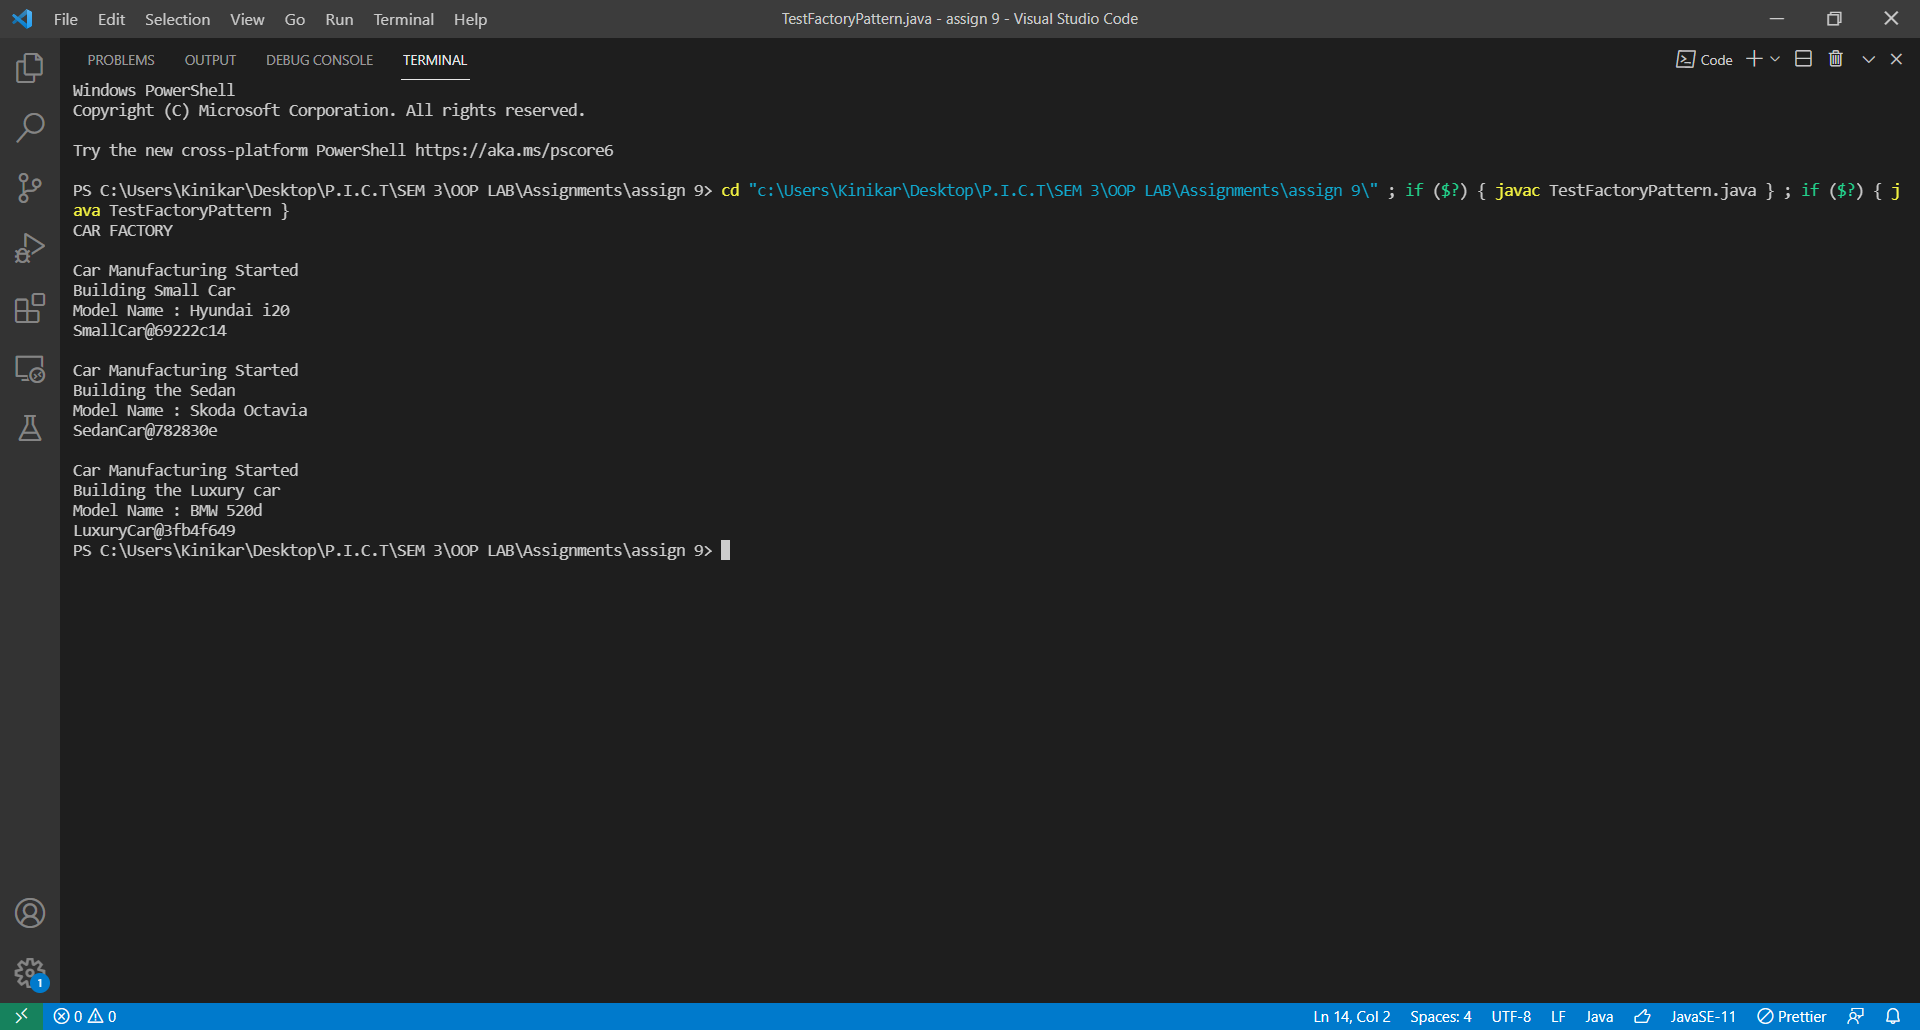 File Edit Selection View Go Run Terminal Help
TestFactoryPattern.java - assign 9 - Visual Studio Code
PROBLEMS OUTPUT DEBUG CONSOLE TERMINAL
Code
Windows PowerShell
Copyright (C) Microsoft Corporation. All rights reserved.
Try the new cross-platform PowerShell https://aka.ms/pscore6
PS C:\Users\Kinikar\Desktop\P.I.C.T\SEM 3\OOP LAB\Assignments\assign 9> cd "c:\Users\Kinikar\Desktop\P.I.C.T\SEM 3\OOP LAB\Assignments\assign 9\" ; if ($?) { javac TestFactoryPattern.java } ; if ($?) { j
ava TestFactoryPattern }
CAR FACTORY
Car Manufacturing Started
Building Small Car
Model Name : Hyundai i20
SmallCar@69222c14
Car Manufacturing Started
Building the Sedan
Model Name : Skoda Octavia
SedanCar@782830e
Car Manufacturing Started
Building the Luxury car
Model Name : BMW 520d
LuxuryCar@3fb4f649
PS C:\Users\Kinikar\Desktop\P.I.C.T\SEM 3\OOP LAB\Assignments\assign 9>
1
0 0
Ln 14, Col 2 Spaces: 4 UTF-8 LF Java JavaSE-11 Prettier